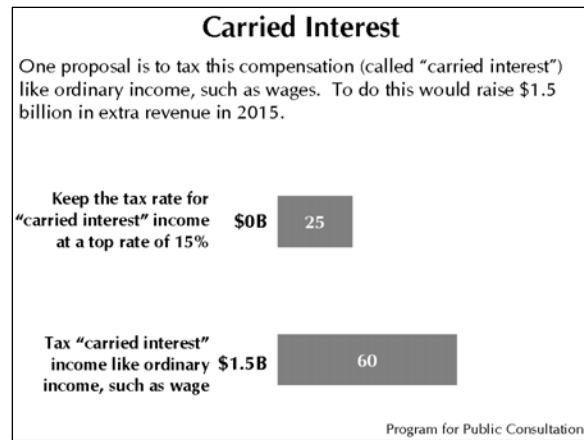 Carried Interest
One proposal is to tax this compensation (called “carried interest”)
like ordinary income, such as wages.  To do this would raise $1.5
billion in extra revenue in 2015.
Keep the tax rate for
“carried interest” income
at a top rate of 15%
$0B
25
Tax “carried interest”
income like ordinary
income, such as wage
$1.5B
60
Program for Public Consultation